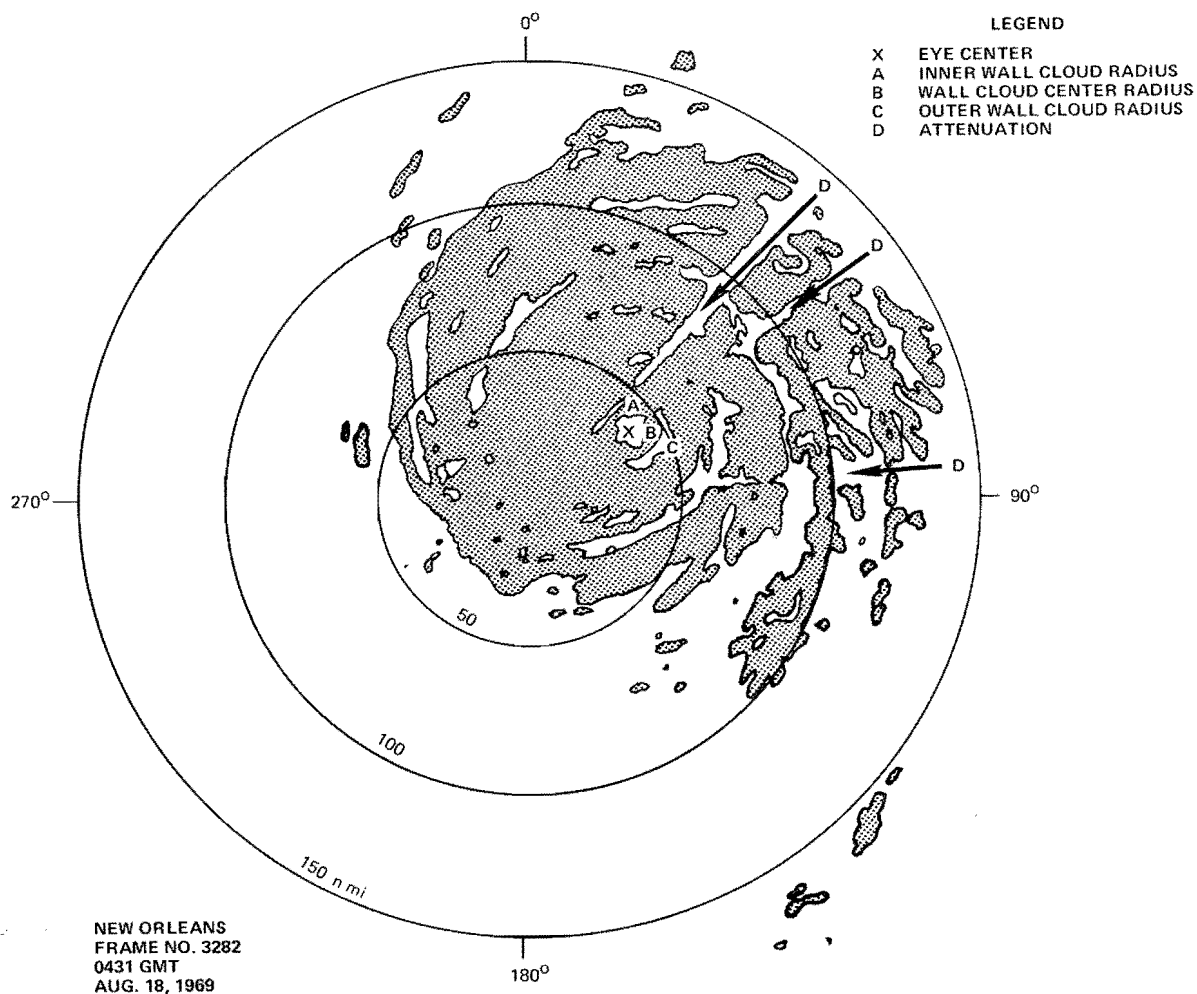 0°
LEGEND
X EYE CENTER
A INNER WALL CLOUD RADIUS
B WALL CLOUD CENTER RADIUS
C OUTER WALL CLOUD RADIUS
D ATTENUATION
D
D
A
X B
C
D
270°
90°
50
100
150 n mi
NEW ORLEANS
FRAME NO. 3282
0431 GMT
AUG. 18, 1969
180°